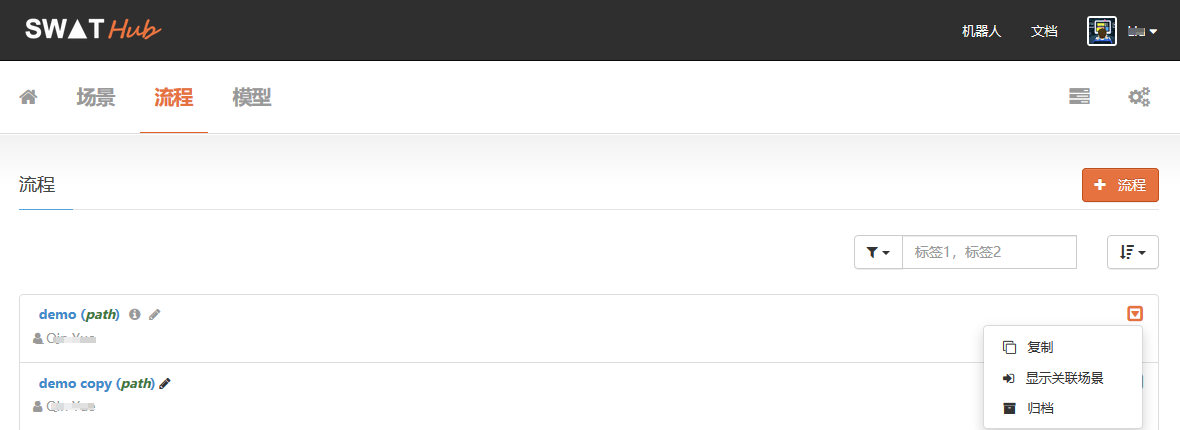 SWAT Hub
机器人 文档
场景 流程 模型
流程
+ 流程
标签1，标签2
demo (path)
复制
显示关联场景
demo copy (path)
归档